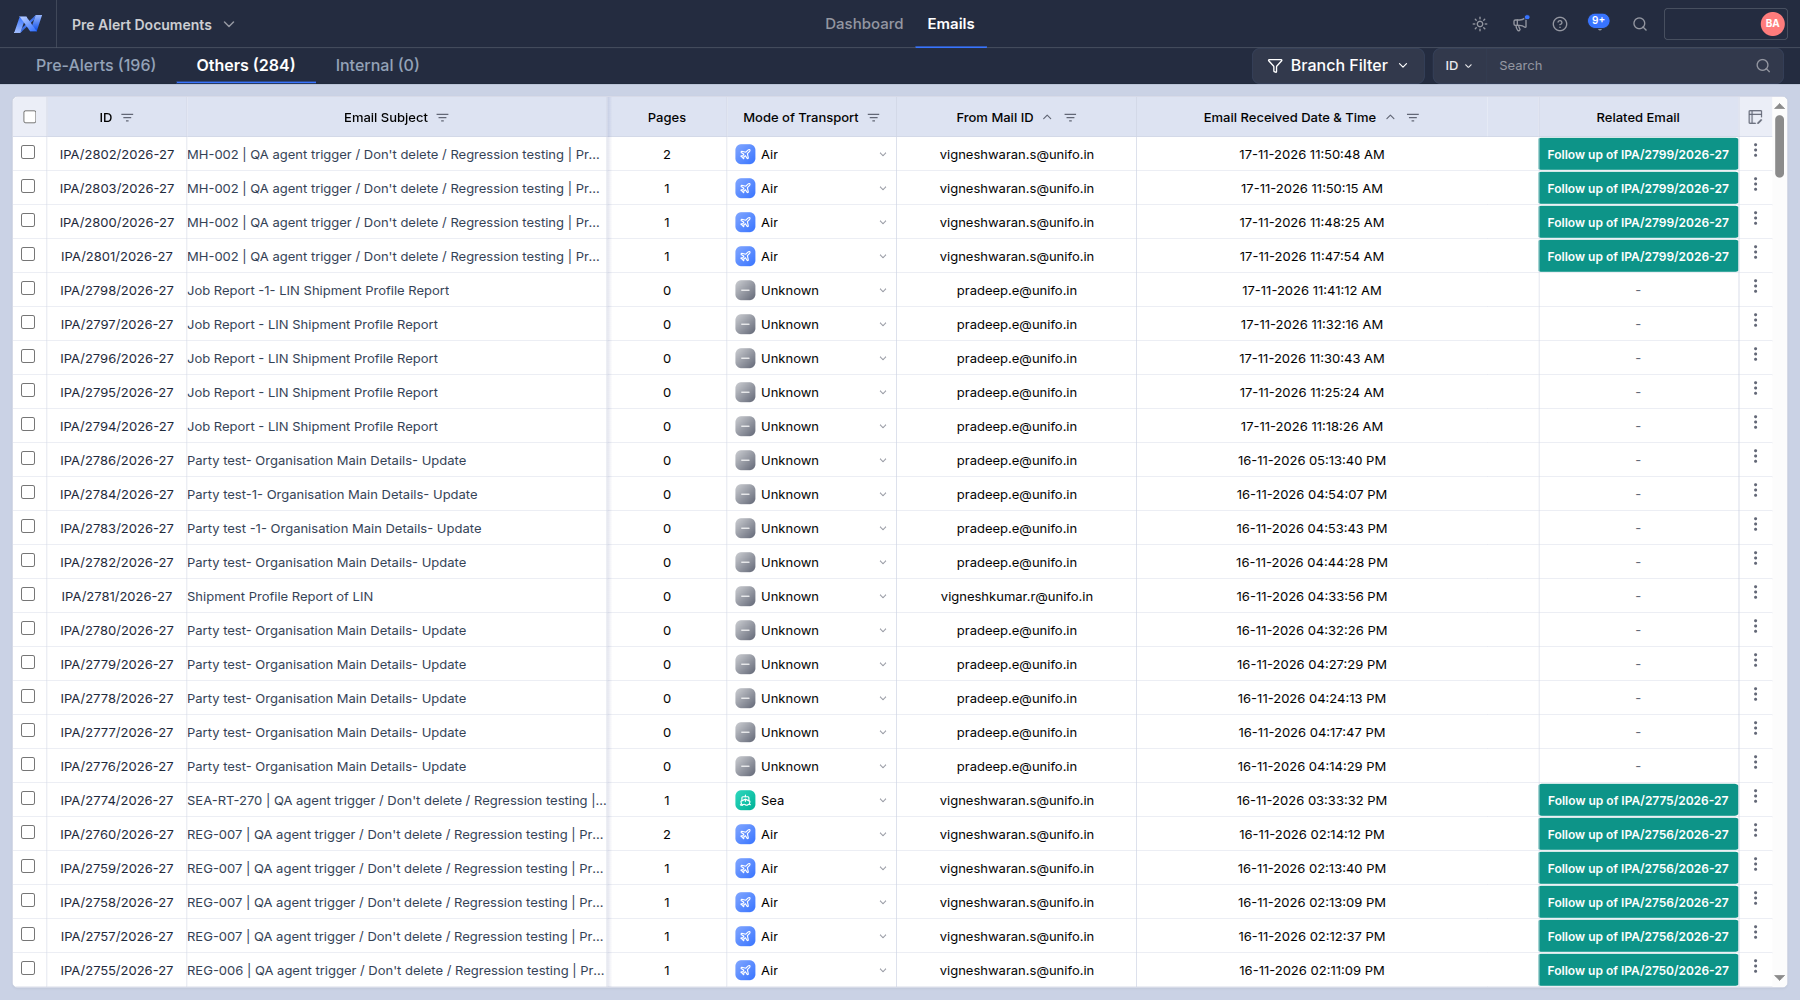 Pre Alert Documents
Dashboard Emails
9+
BA
Pre-Alerts (196) Others (284) Internal (0)
Branch Filter
ID Search
ID Email Subject Pages Mode of Transport From Mail ID Email Received Date & Time Related Email
IPA/2802/2026-27 MH-002 | QA agent trigger / Don't delete / Regression testing | Pr... 2 Air vigneshwaran.s@unifo.in 17-11-2026 11:50:48 AM Follow up of IPA/2799/2026-27
IPA/2803/2026-27 MH-002 | QA agent trigger / Don't delete / Regression testing | Pr... 1 Air vigneshwaran.s@unifo.in 17-11-2026 11:50:15 AM Follow up of IPA/2799/2026-27
IPA/2800/2026-27 MH-002 | QA agent trigger / Don't delete / Regression testing | Pr... 1 Air vigneshwaran.s@unifo.in 17-11-2026 11:48:25 AM Follow up of IPA/2799/2026-27
IPA/2801/2026-27 MH-002 | QA agent trigger / Don't delete / Regression testing | Pr... 1 Air vigneshwaran.s@unifo.in 17-11-2026 11:47:54 AM Follow up of IPA/2799/2026-27
IPA/2798/2026-27 Job Report -1- LIN Shipment Profile Report 0 Unknown pradeep.e@unifo.in 17-11-2026 11:41:12 AM -
IPA/2797/2026-27 Job Report - LIN Shipment Profile Report 0 Unknown pradeep.e@unifo.in 17-11-2026 11:32:16 AM -
IPA/2796/2026-27 Job Report - LIN Shipment Profile Report 0 Unknown pradeep.e@unifo.in 17-11-2026 11:30:43 AM -
IPA/2795/2026-27 Job Report - LIN Shipment Profile Report 0 Unknown pradeep.e@unifo.in 17-11-2026 11:25:24 AM -
IPA/2794/2026-27 Job Report - LIN Shipment Profile Report 0 Unknown pradeep.e@unifo.in 17-11-2026 11:18:26 AM -
IPA/2786/2026-27 Party test- Organisation Main Details- Update 0 Unknown pradeep.e@unifo.in 16-11-2026 05:13:40 PM -
IPA/2784/2026-27 Party test-1- Organisation Main Details- Update 0 Unknown pradeep.e@unifo.in 16-11-2026 04:54:07 PM -
IPA/2783/2026-27 Party test -1- Organisation Main Details- Update 0 Unknown pradeep.e@unifo.in 16-11-2026 04:53:43 PM -
IPA/2782/2026-27 Party test- Organisation Main Details- Update 0 Unknown pradeep.e@unifo.in 16-11-2026 04:44:28 PM -
IPA/2781/2026-27 Shipment Profile Report of LIN 0 Unknown vigneshkumar.r@unifo.in 16-11-2026 04:33:56 PM -
IPA/2780/2026-27 Party test- Organisation Main Details- Update 0 Unknown pradeep.e@unifo.in 16-11-2026 04:32:26 PM -
IPA/2779/2026-27 Party test- Organisation Main Details- Update 0 Unknown pradeep.e@unifo.in 16-11-2026 04:27:29 PM -
IPA/2778/2026-27 Party test- Organisation Main Details- Update 0 Unknown pradeep.e@unifo.in 16-11-2026 04:24:13 PM -
IPA/2777/2026-27 Party test- Organisation Main Details- Update 0 Unknown pradeep.e@unifo.in 16-11-2026 04:17:47 PM -
IPA/2776/2026-27 Party test- Organisation Main Details- Update 0 Unknown pradeep.e@unifo.in 16-11-2026 04:14:29 PM -
IPA/2774/2026-27 SEA-RT-270 | QA agent trigger / Don't delete / Regression testing |... 1 Sea vigneshwaran.s@unifo.in 16-11-2026 03:33:32 PM Follow up of IPA/2775/2026-27
IPA/2760/2026-27 REG-007 | QA agent trigger / Don't delete / Regression testing | Pr... 2 Air vigneshwaran.s@unifo.in 16-11-2026 02:14:12 PM Follow up of IPA/2756/2026-27
IPA/2759/2026-27 REG-007 | QA agent trigger / Don't delete / Regression testing | Pr... 1 Air vigneshwaran.s@unifo.in 16-11-2026 02:13:40 PM Follow up of IPA/2756/2026-27
IPA/2758/2026-27 REG-007 | QA agent trigger / Don't delete / Regression testing | Pr... 1 Air vigneshwaran.s@unifo.in 16-11-2026 02:13:09 PM Follow up of IPA/2756/2026-27
IPA/2757/2026-27 REG-007 | QA agent trigger / Don't delete / Regression testing | Pr... 1 Air vigneshwaran.s@unifo.in 16-11-2026 02:12:37 PM Follow up of IPA/2756/2026-27
IPA/2755/2026-27 REG-006 | QA agent trigger / Don't delete / Regression testing | Pr... 1 Air vigneshwaran.s@unifo.in 16-11-2026 02:11:09 PM Follow up of IPA/2750/2026-27